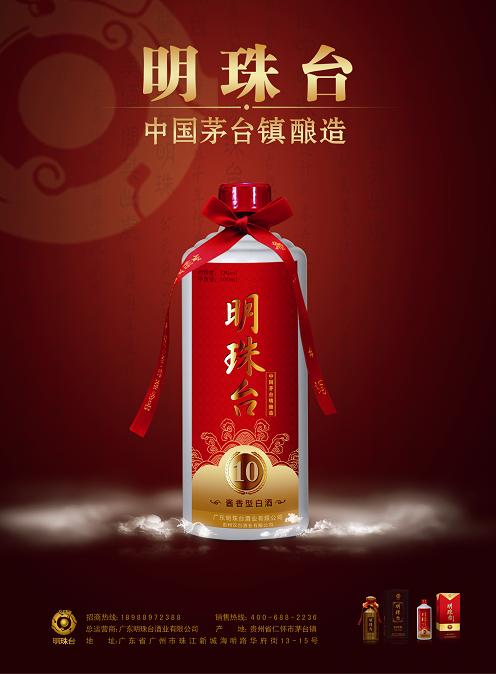 明珠台
中国茅台镇酿造
明珠台
中国茅台镇酿造
10
酱香型白酒
广东明珠台酒业有限公司
明珠台
招商热线:18988972388
销售热线:400-688-2236
总运营商:广东明珠台酒业有限公司
产 地:贵州省仁怀市茅台镇
地 址:广东省广州市珠江新城海明路华府街13-15号
明珠台